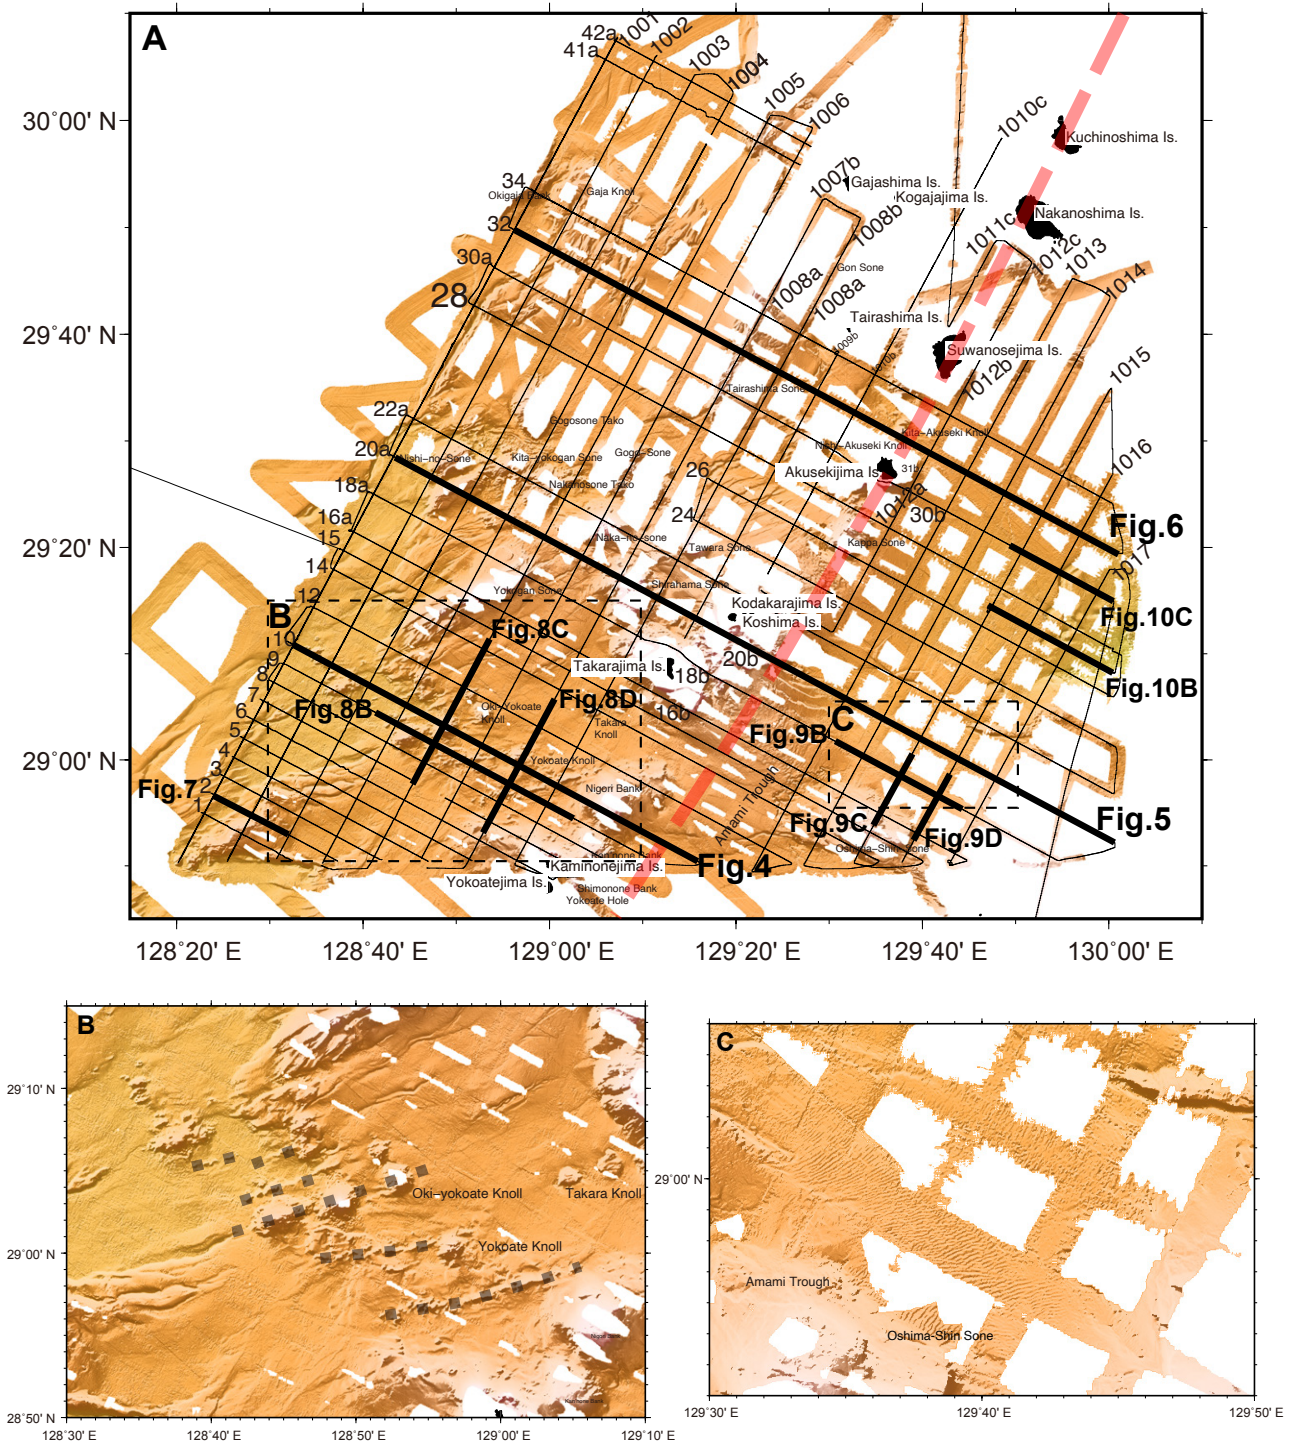 A
42a
1001
1002
1003
1004
1005
1006
41a
30°00' N
1010c
Kuchinoshima Is.
34
Okigaja Bank
Gaja Knoll
1007b
Gajashima Is.
Kogajajima Is.
Nakanoshima Is.
32
1008b
1011c
1012c
1013
1014
30a
Gon Sone
28
1008a
1008a
29°40' N
Tairashima Is.
1009b
1010b
Suwanosejima Is.
1012b
1015
Tairashima Sone
22a
Gogosone Tako
Kita-Akuseki Knoll
Nishi-Akuseki Knoll
20a
Nishi-no-Sone
Kita-yokogan Sone
Gogo-Sone
26
Akusekijima Is.
31b
1016
18a
Nakanosone Tako
1012a
16a
24
30b
Fig.6
15
Naka-no-sone
Tawara Sone
Kappa Sone
29°20' N
14
Shirahama Sone
1017
12
Yokogan Sone
Kodakarajima Is.
Koshima Is.
Fig.10C
B
10
Fig.8C
9
Takarajima Is.
18b
20b
8
Fig.10B
7
Fig.8B
Oki-Yokoate Knoll
Fig.8D
16b
6
Takara Knoll
Fig.9B
C
5
29°00' N
4
Yokoate Knoll
3
Fig.7
2
Nigori Bank
Amami Trough
1
Fig.9C
Fig.9D
Fig.5
Oshima-Shin-Sone
Kaminone Bank
Fig.4
Kaminonejima Is.
Yokoatejima Is.
Shimonone Bank
Yokoate Hole
128°20' E
128°40' E
129°00' E
129°20' E
129°40' E
130°00' E
B
29°10' N
Oki-yokoate Knoll
Takara Knoll
29°00' N
Yokoate Knoll
Nigori Bank
Kaminone Bank
28°50' N
128°30' E
128°40' E
128°50' E
129°00' E
129°10' E
C
29°00' N
Amami Trough
Oshima-Shin Sone
129°30' E
129°40' E
129°50' E